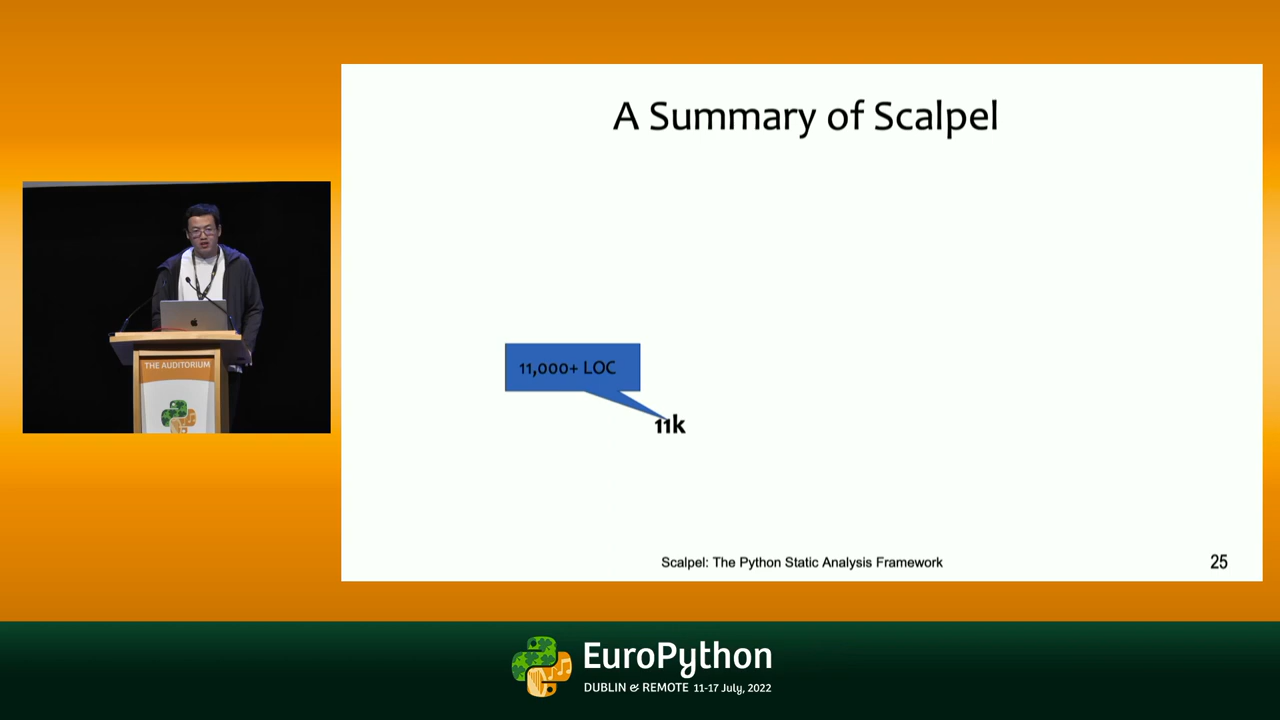 A Summary of Scalpel
THE AUDITORIUM
11,000+ LOC
11k
Scalpel: The Python Static Analysis Framework
25
EuroPython
DUBLIN & REMOTE 11-17 July, 2022